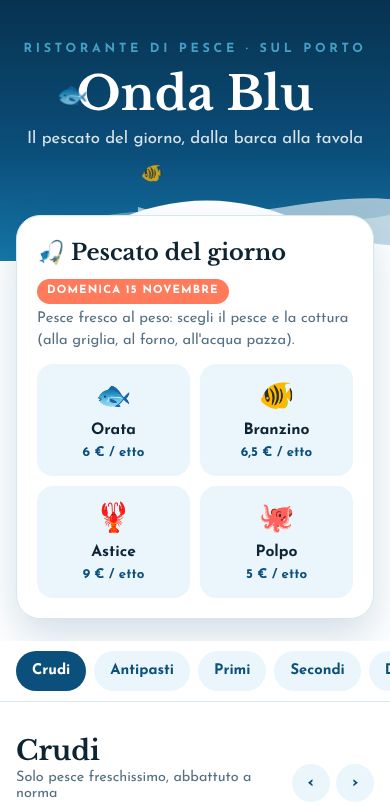 RISTORANTE DI PESCE · SUL PORTO
Onda Blu
Il pescato del giorno, dalla barca alla tavola
Pescato del giorno
DOMENICA 15 NOVEMBRE
Pesce fresco al peso: scegli il pesce e la cottura
(alla griglia, al forno, all'acqua pazza).
Orata
6 € / etto
Branzino
6,5 € / etto
Astice
9 € / etto
Polpo
5 € / etto
Crudi
Antipasti
Primi
Secondi
Crudi
Solo pesce freschissimo, abbattuto a
norma
‹
›